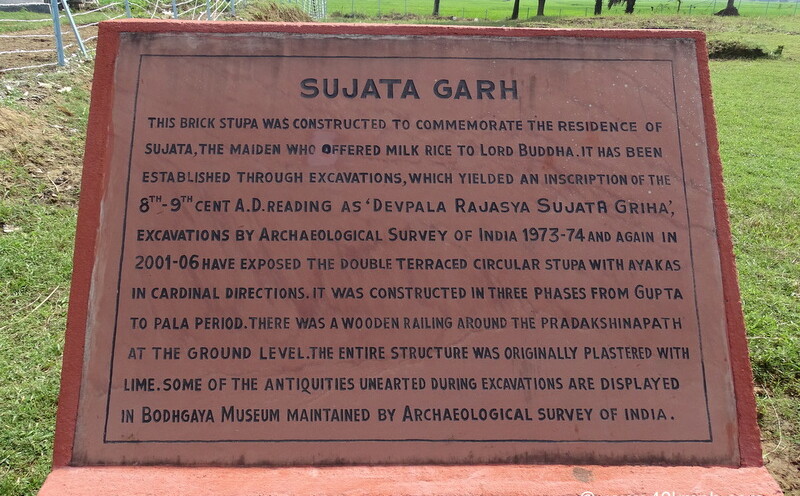 SUJATA GARH
THIS BRICK STUPA WAS CONSTRUCTED TO COMMEMORATE THE RESIDENCE OF
SUJATA, THE MAIDEN WHO OFFERED MILK RICE TO LORD BUDDHA. IT HAS BEEN
ESTABLISHED THROUGH EXCAVATIONS, WHICH YIELDED AN INSCRIPTION OF THE
8TH-9TH CENT A.D. READING AS 'DEVPALA RAJASYA SUJATA GRIHA',
EXCAVATIONS BY ARCHAEOLOGICAL SURVEY OF INDIA 1973-74 AND AGAIN IN
2001-06 HAVE EXPOSED THE DOUBLE TERRACED CIRCULAR STUPA WITH AYAKAS
IN CARDINAL DIRECTIONS. IT WAS CONSTRUCTED IN THREE PHASES FROM GUPTA
TO PALA PERIOD. THERE WAS A WOODEN RAILING AROUND THE PRADAKSHINAPATH
AT THE GROUND LEVEL. THE ENTIRE STRUCTURE WAS ORIGINALLY PLASTERED WITH
LIME. SOME OF THE ANTIQUITIES UNEARTED DURING EXCAVATIONS ARE DISPLAYED
IN BODHGAYA MUSEUM MAINTAINED BY ARCHAEOLOGICAL SURVEY OF INDIA.